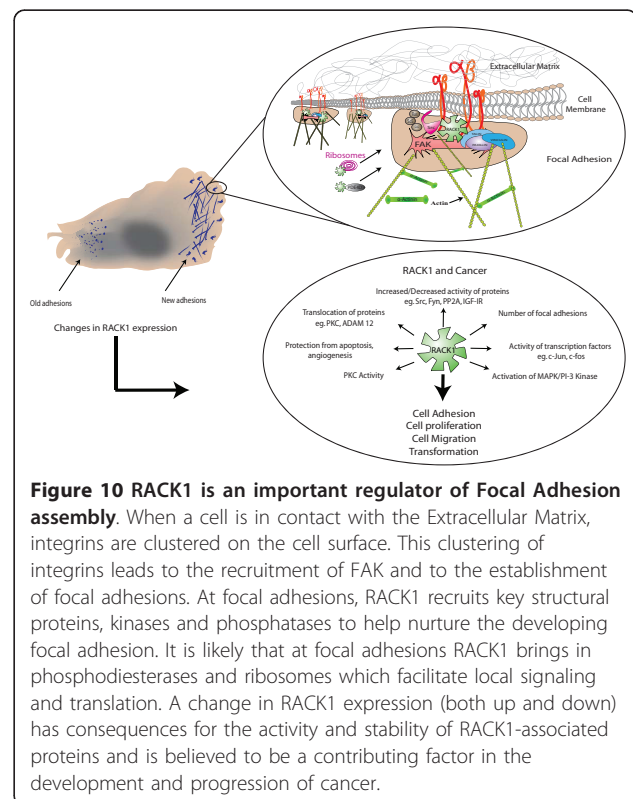 Extracellular Matrix
αβ
αβ
αβ
Cell
Membrane
RACK1
FAK
Focal Adhesion
Ribosomes
Actin
Old adhesions
New adhesions
Changes in RACK1 expression
RACK1 and Cancer
Increased/Decreased activity of proteins
eg. Src, Fyn, PP2A, IGF-IR
Translocation of proteins
eg. PKC, ADAM 12
Number of focal adhesions
Protection from apoptosis,
angiogenesis
RACK1
Activity of transcription factors
eg. c-Jun, c-fos
PKC Activity
Activation of MAPK/PI-3 Kinase
Cell Adhesion
Cell proliferation
Cell Migration
Transformation
Figure 10 RACK1 is an important regulator of Focal Adhesion
assembly. When a cell is in contact with the Extracellular Matrix,
integrins are clustered on the cell surface. This clustering of
integrins leads to the recruitment of FAK and to the establishment
of focal adhesions. At focal adhesions, RACK1 recruits key structural
proteins, kinases and phosphatases to help nurture the developing
focal adhesion. It is likely that at focal adhesions RACK1 brings in
phosphodiesterases and ribosomes which facilitate local signaling
and translation. A change in RACK1 expression (both up and down)
has consequences for the activity and stability of RACK1-associated
proteins and is believed to be a contributing factor in the
development and progression of cancer.